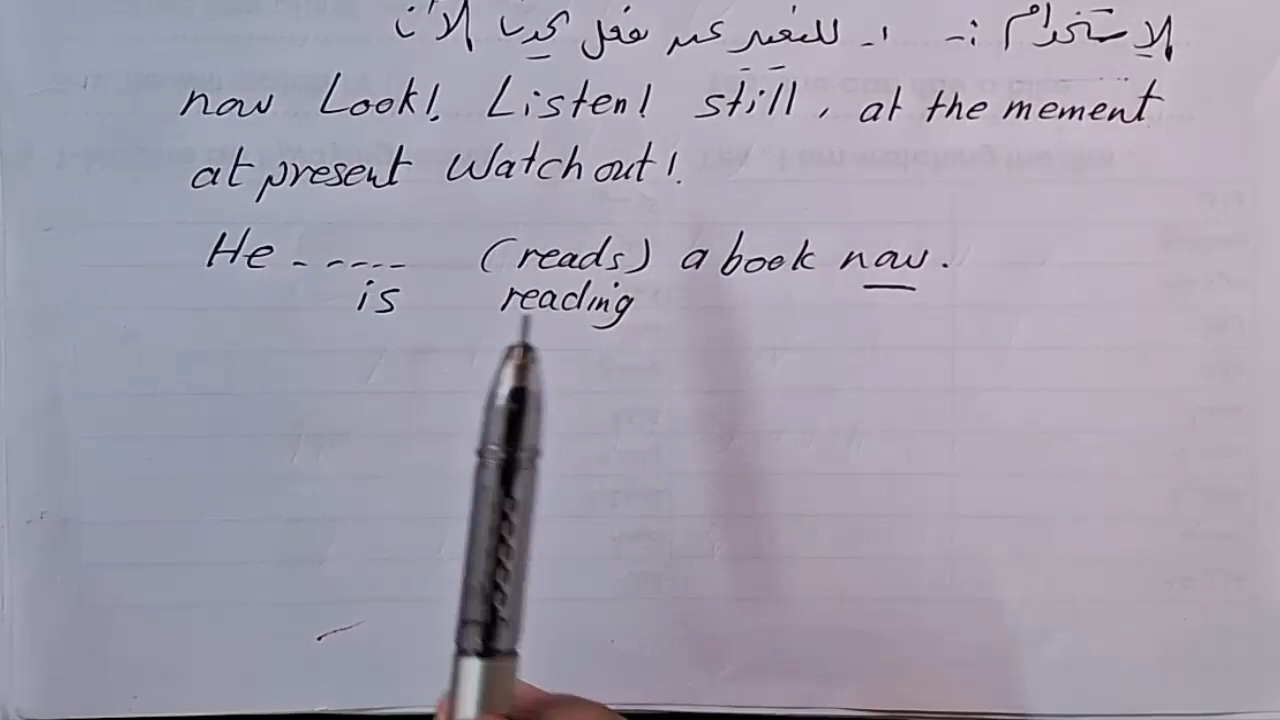 الاستخدام :- ١- للتعبير عن فعل يحدث الآن
now Look! Listen! still, at the mement
at present Watch out!
He ----- (reads) a book now.
is reading